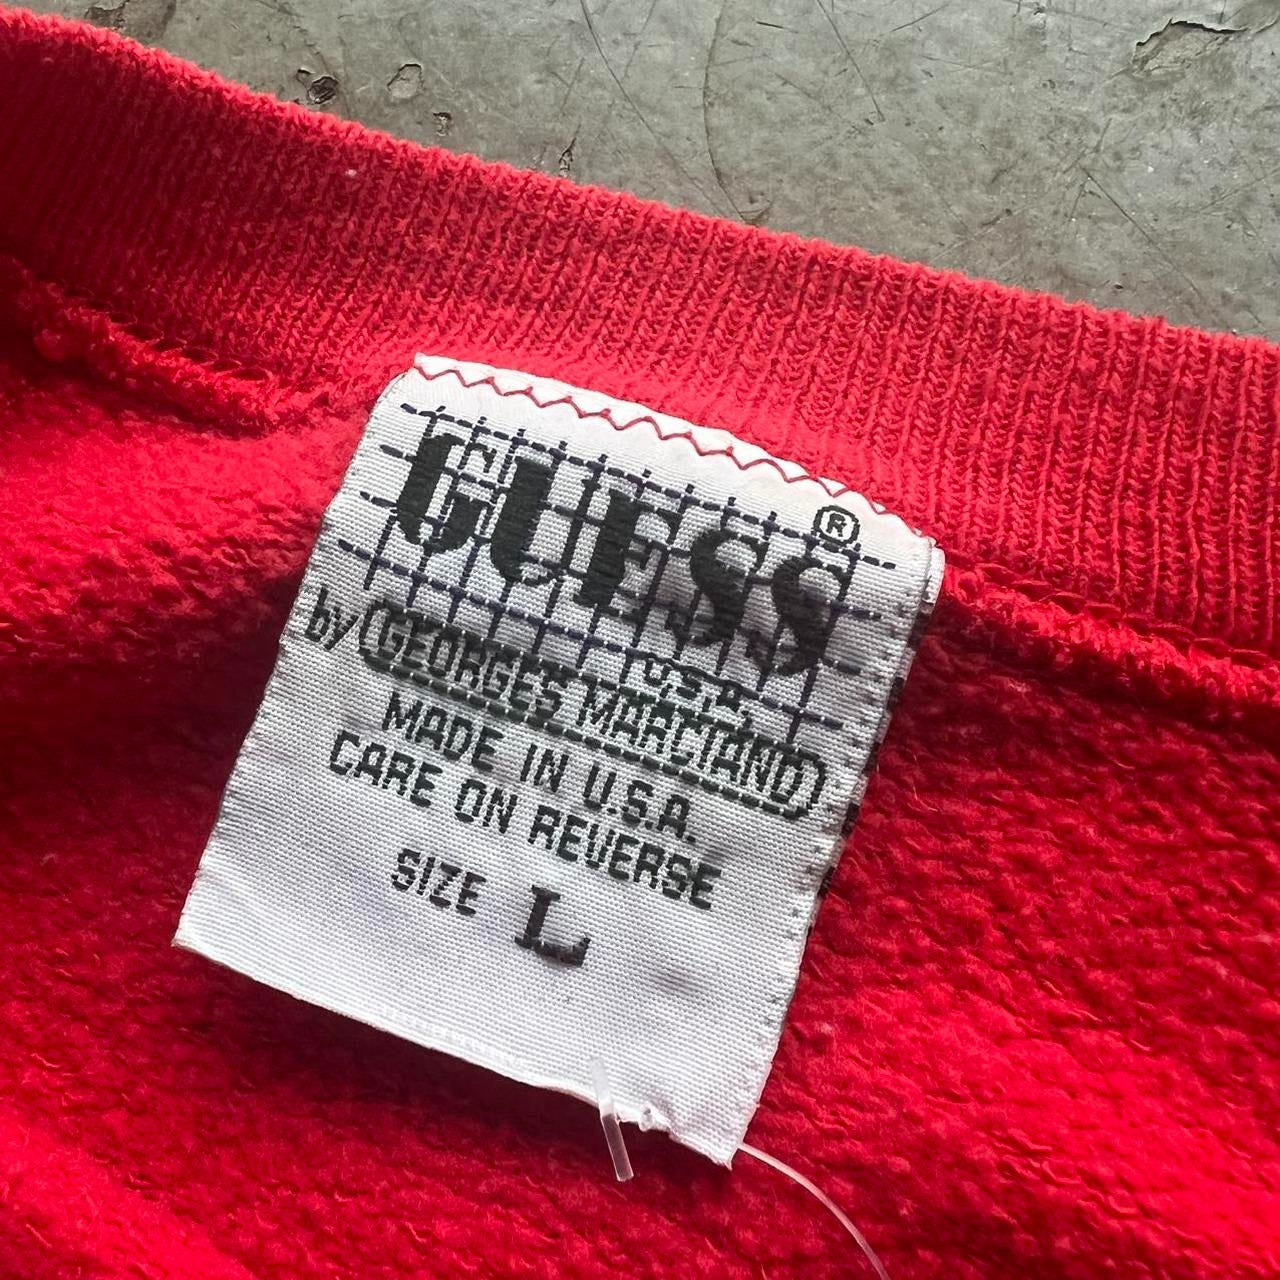 GUESS®
U.S.A.
by GEORGES MARCIANO
MADE IN U.S.A.
CARE ON REVERSE
SIZE L